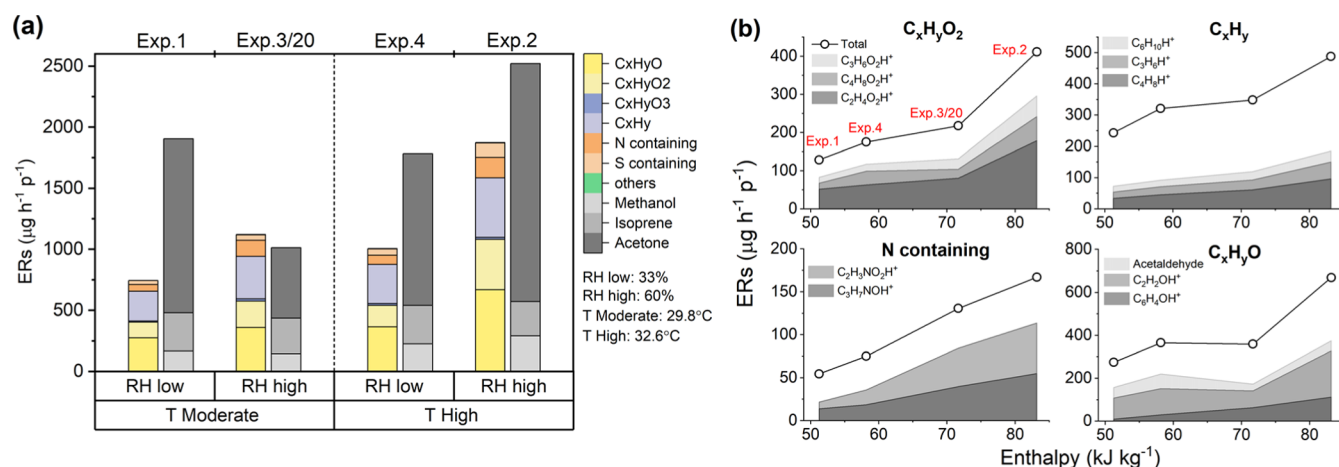 (a)
Exp.1 Exp.3/20 Exp.4 Exp.2
ERs (μg h⁻¹ p⁻¹)
2500
2000
1500
1000
500
0
RH low RH high RH low RH high
T Moderate T High
CxHyO
CxHyO2
CxHyO3
CxHy
N containing
S containing
others
Methanol
Isoprene
Acetone
RH low: 33%
RH high: 60%
T Moderate: 29.8°C
T High: 32.6°C
(b)
ERs (μg h⁻¹ p⁻¹)
CₓHᵧO₂
400
300
200
100
0
Total
C₃H₆O₂H⁺
C₄H₈O₂H⁺
C₂H₄O₂H⁺
Exp.1
Exp.4
Exp.3/20
Exp.2
50 60 70 80
CₓHᵧ
500
400
300
200
100
0
C₆H₁₀H⁺
C₃H₆H⁺
C₄H₈H⁺
50 60 70 80
N containing
200
150
100
50
0
C₂H₃NO₂H⁺
C₃H₇NOH⁺
50 60 70 80
CₓHᵧO
800
600
400
200
0
Acetaldehyde
C₂H₂OH⁺
C₆H₄OH⁺
50 60 70 80
Enthalpy (kJ kg⁻¹)